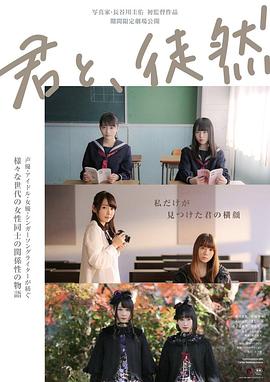 写真家・長谷川圭佑 初監督作品
期間限定劇場公開
君と、徒然
私だけが
見つけた君の横顔
声優・アイドル・女優・シンガーソングライターが紡ぐ
様々な世代の女性同士の関係性の物語